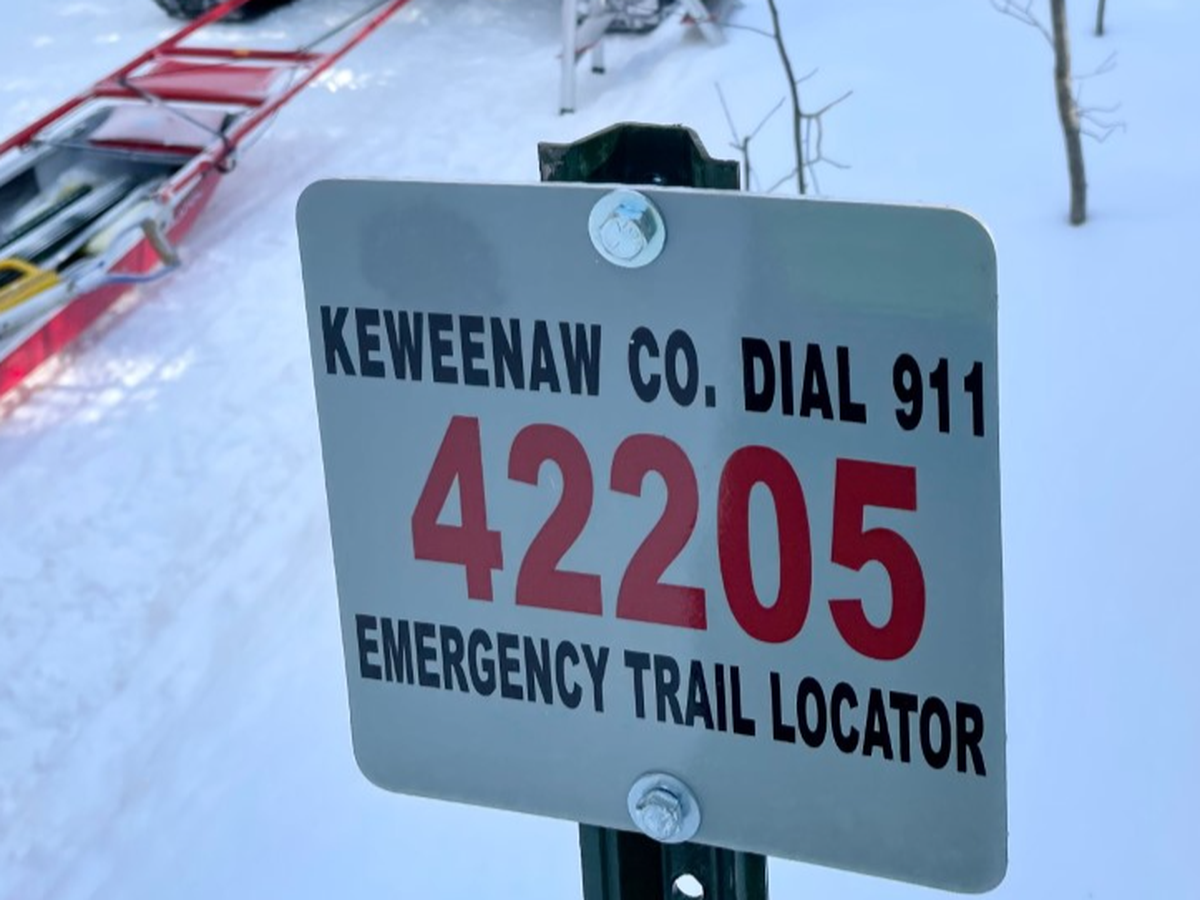 KEWEENAW CO. DIAL 911
42205
EMERGENCY TRAIL LOCATOR